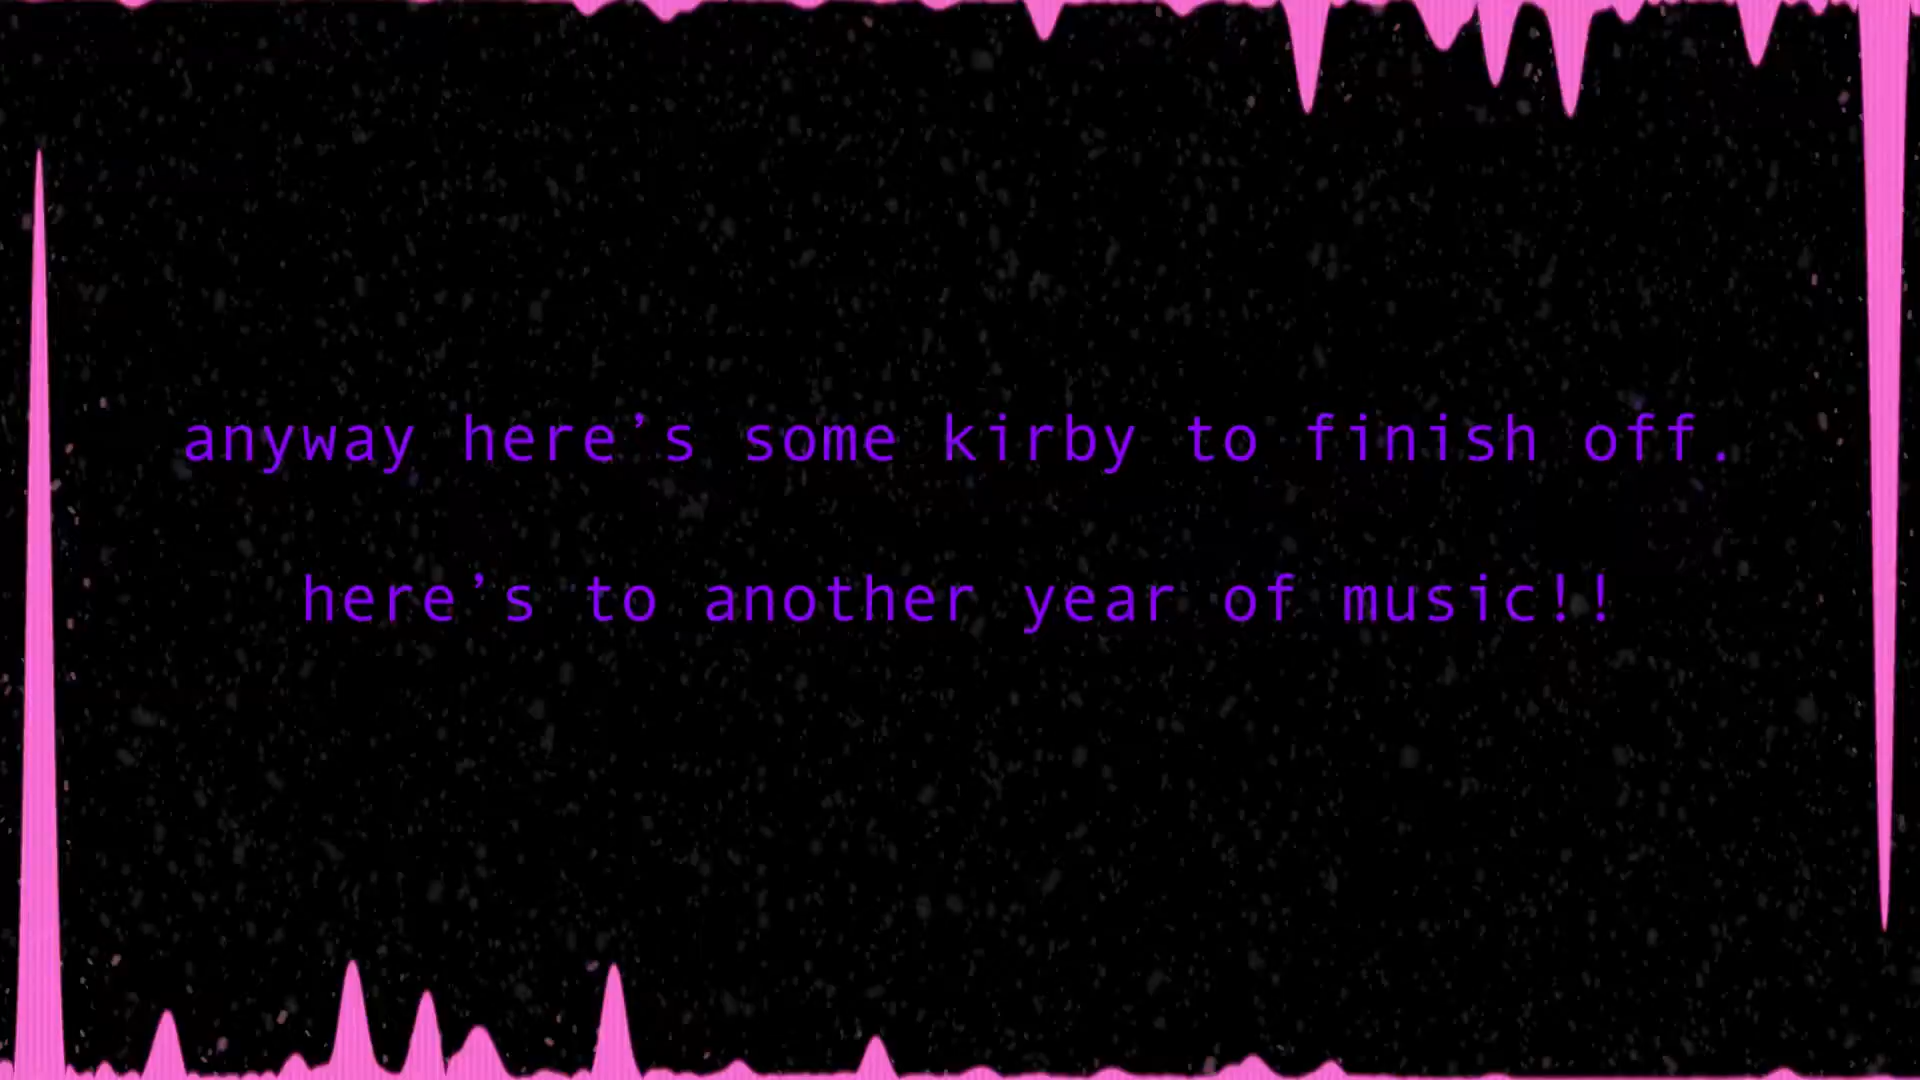 anyway here’s some kirby to finish off.
here’s to another year of music!!